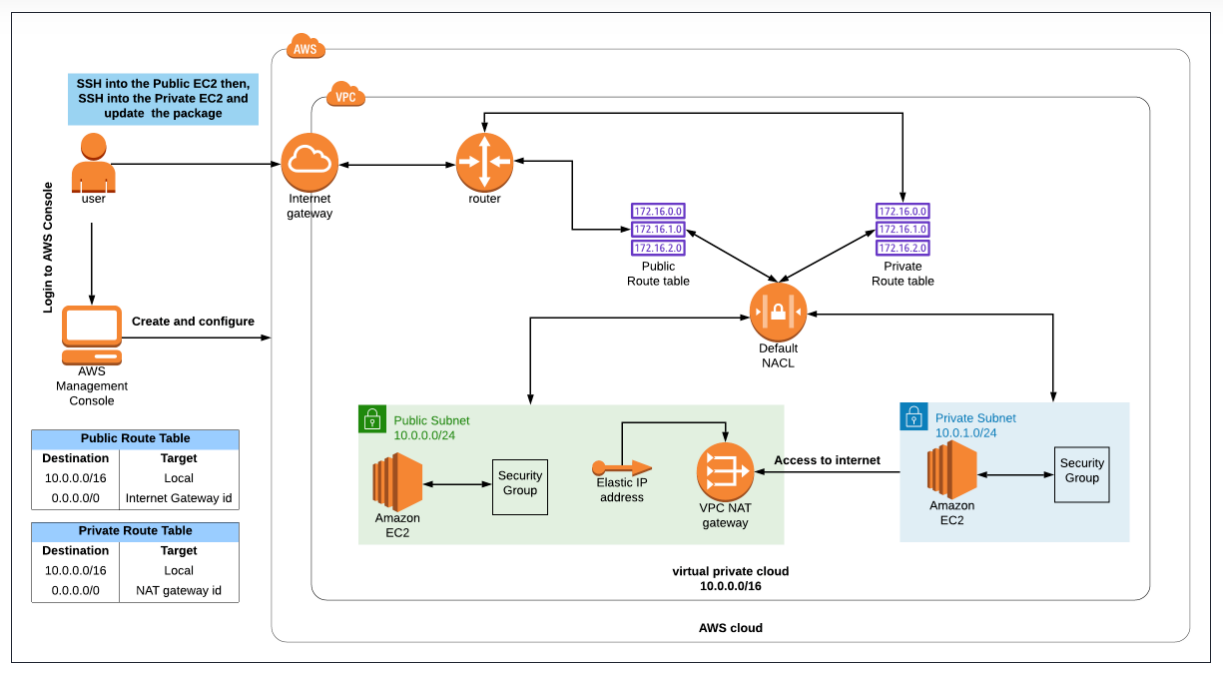 AWS
SSH into the Public EC2 then,
SSH into the Private EC2 and
update the package
VPC
user
Internet
gateway
router
Login to AWS Console
172.16.0.0
172.16.1.0
172.16.2.0
Public
Route table
172.16.0.0
172.16.1.0
172.16.2.0
Private
Route table
Create and configure
AWS
Management
Console
Default
NACL
Public Subnet
10.0.0.0/24
Amazon
EC2
Security
Group
Elastic IP
address
VPC NAT
gateway
Access to internet
Private Subnet
10.0.1.0/24
Amazon
EC2
Security
Group
Public Route Table
Destination Target
10.0.0.0/16 Local
0.0.0.0/0 Internet Gateway id
Private Route Table
Destination Target
10.0.0.0/16 Local
0.0.0.0/0 NAT gateway id
virtual private cloud
10.0.0.0/16
AWS cloud